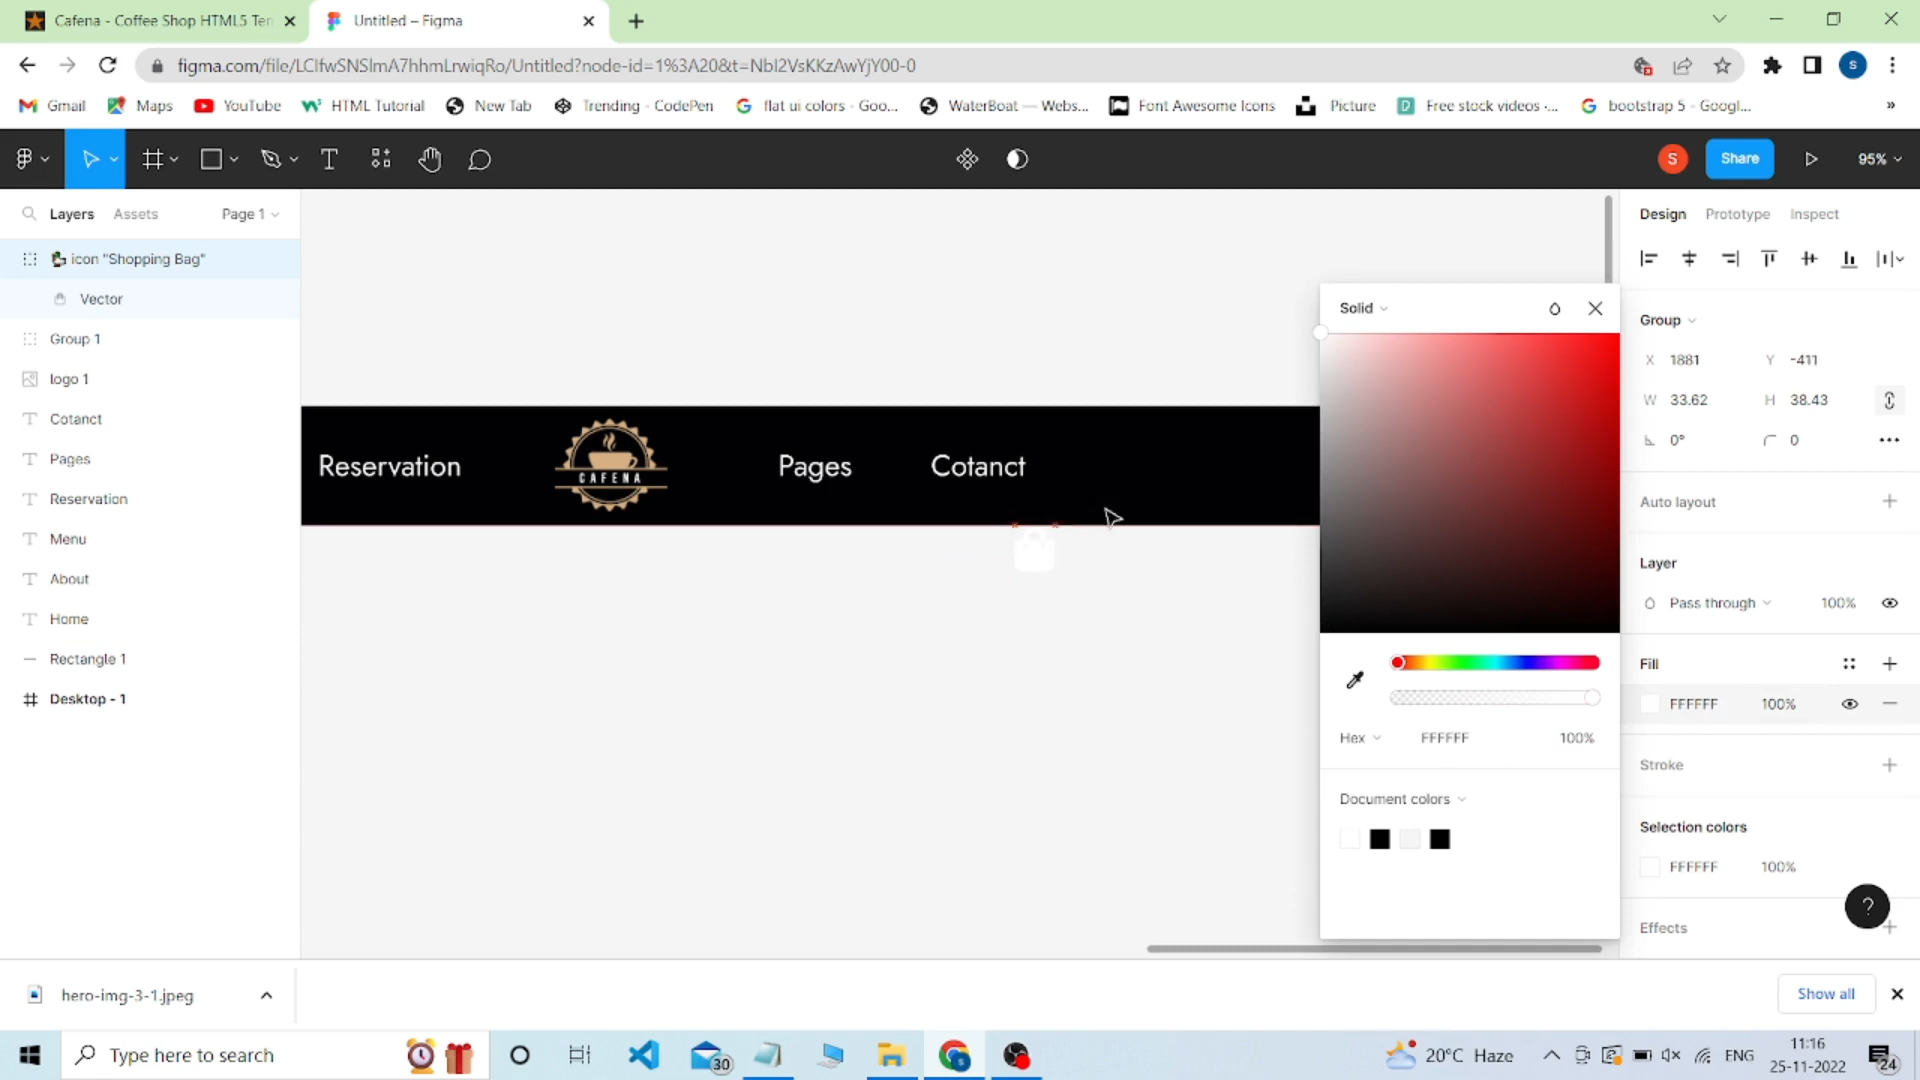 Cafena - Coffee Shop HTML5 Ten
Untitled – Figma
figma.com/file/LClfwSNSlmA7hhmLrwiqRo/Untitled?node-id=1%3A20&t=Nbl2VsKKzAwYjY00-0
Gmail
Maps
YouTube
HTML Tutorial
New Tab
Trending - CodePen
flat ui colors - Goo...
WaterBoat — Webs...
Font Awesome Icons
Picture
Free stock videos -...
bootstrap 5 - Googl...
»
S
Share
95%
Layers Assets Page 1
icon "Shopping Bag"
Vector
Group 1
logo 1
Cotanct
Pages
Reservation
Menu
About
Home
Rectangle 1
Desktop - 1
Reservation
CAFENA
Pages
Cotanct
Solid
Hex FFFFFF 100%
Document colors
Design Prototype Inspect
Group
X 1881 Y -411
W 33.62 H 38.43
0° 0
Auto layout
Layer
Pass through 100%
Fill
FFFFFF 100%
Stroke
Selection colors
FFFFFF 100%
?
Effects
hero-img-3-1.jpeg
Show all
Type here to search
30
20°C Haze
ENG
11:16
25-11-2022
24